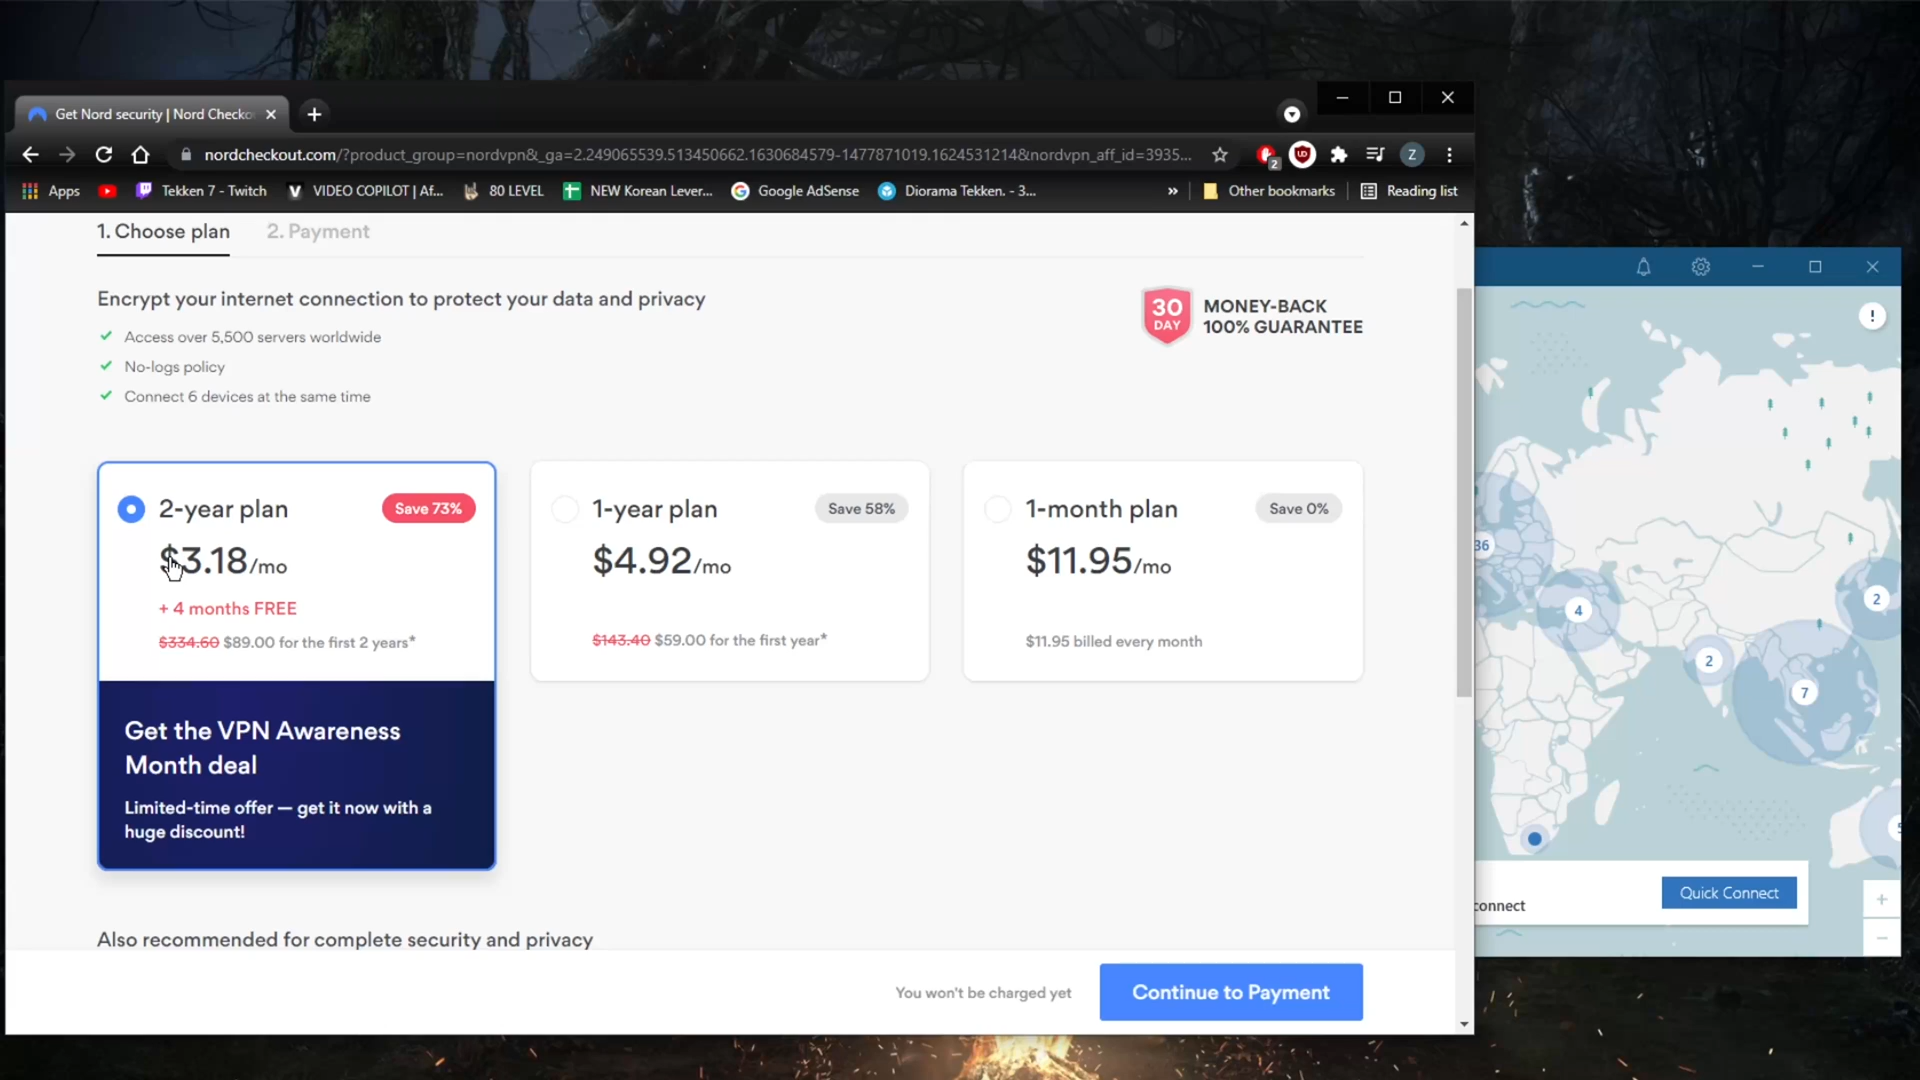 Get Nord security | Nord Checko
nordcheckout.com/?product_group=nordvpn&_ga=2.249065539.513450662.1630684579-1477871019.1624531214&nordvpn_aff_id=3935...
2
Z
Apps
Tekken 7 - Twitch
VIDEO COPILOT | Af...
80 LEVEL
NEW Korean Lever...
Google AdSense
Diorama Tekken. - 3...
»
Other bookmarks
Reading list
1. Choose plan
2. Payment
Encrypt your internet connection to protect your data and privacy
Access over 5,500 servers worldwide
No-logs policy
Connect 6 devices at the same time
30
DAY
MONEY-BACK
100% GUARANTEE
2-year plan
Save 73%
$3.18/mo
+ 4 months FREE
$334.60 $89.00 for the first 2 years*
Get the VPN Awareness
Month deal
Limited-time offer — get it now with a
huge discount!
1-year plan
Save 58%
$4.92/mo
$143.40 $59.00 for the first year*
1-month plan
Save 0%
$11.95/mo
$11.95 billed every month
Also recommended for complete security and privacy
You won't be charged yet
Continue to Payment
!
36
4
2
2
7
connect
Quick Connect